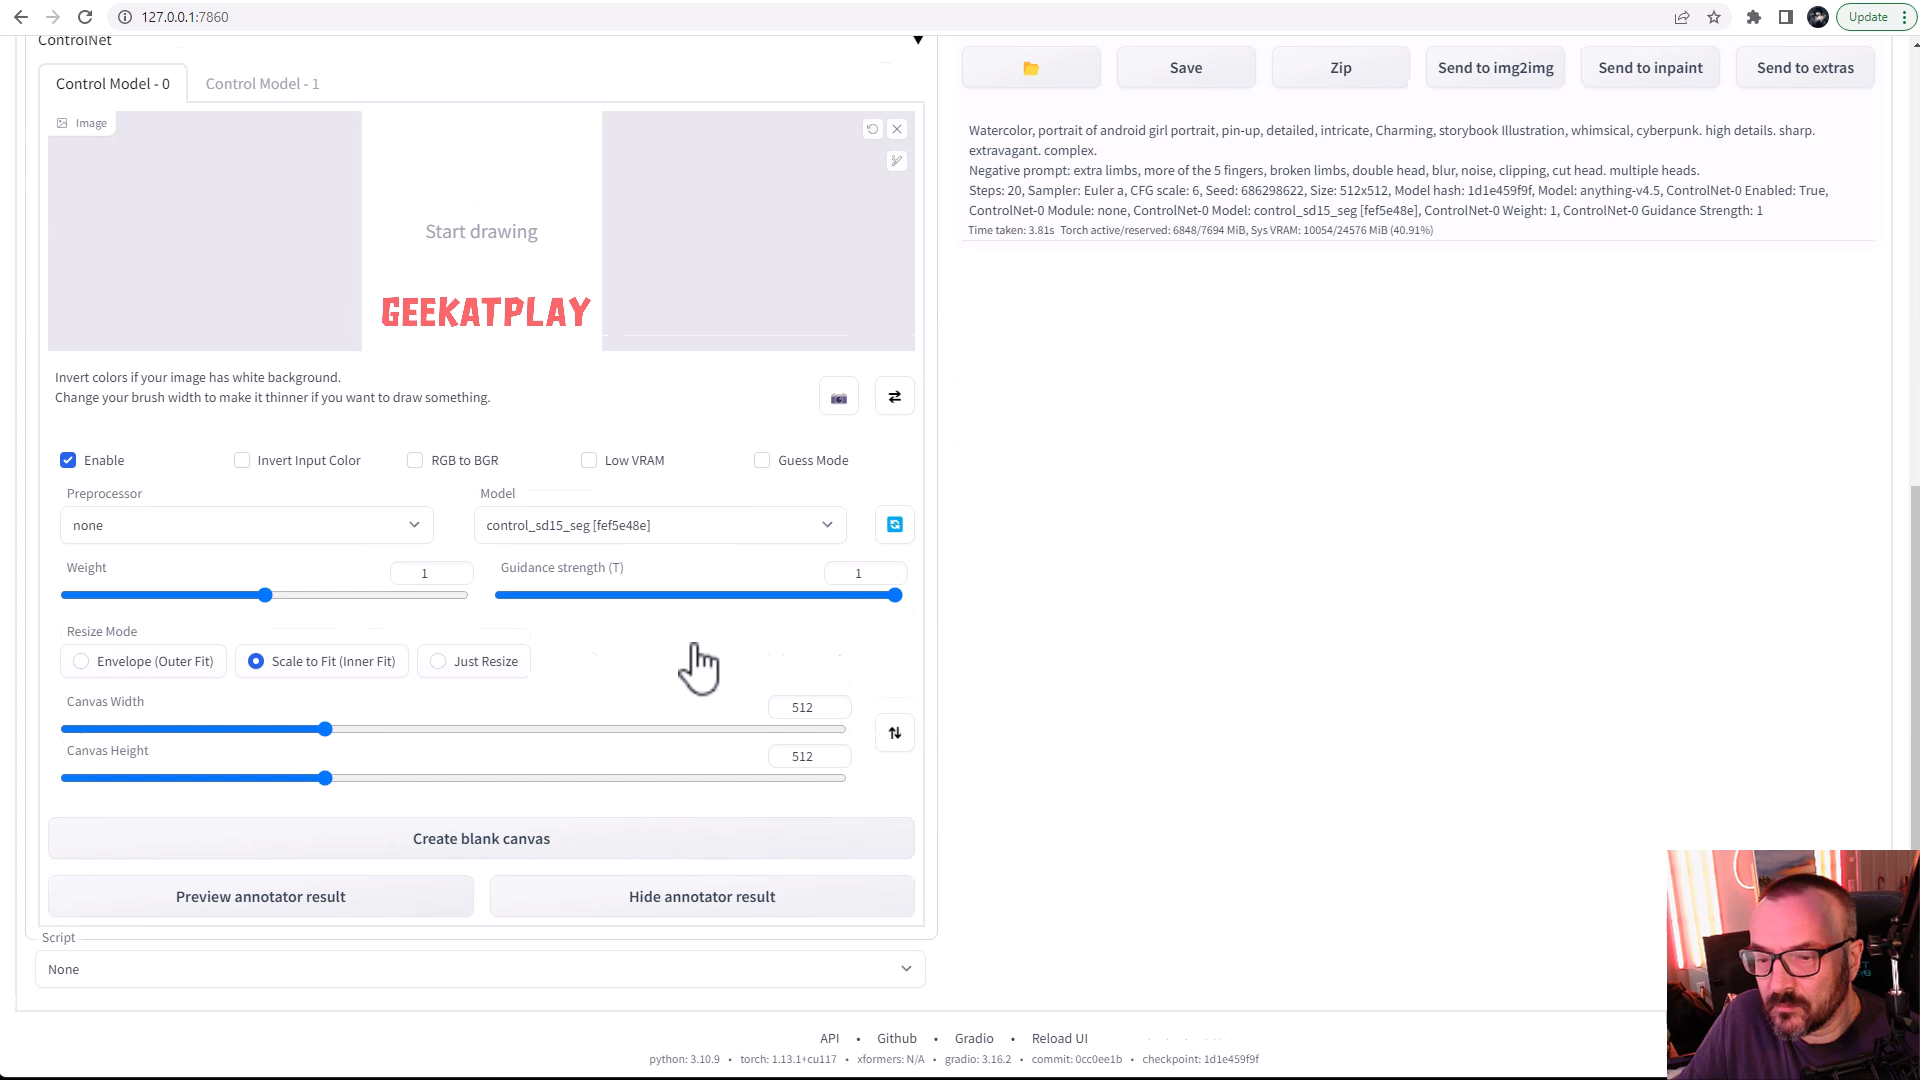 127.0.0.1:7860
Update
ControlNet
Control Model - 0
Control Model - 1
Image
Start drawing
GEEKATPLAY
Invert colors if your image has white background.
Change your brush width to make it thinner if you want to draw something.
Enable
Invert Input Color
RGB to BGR
Low VRAM
Guess Mode
Preprocessor
Model
none
control_sd15_seg [fef5e48e]
Weight
1
Guidance strength (T)
1
Resize Mode
Envelope (Outer Fit)
Scale to Fit (Inner Fit)
Just Resize
Canvas Width
512
Canvas Height
512
Create blank canvas
Preview annotator result
Hide annotator result
Script
None
Save
Zip
Send to img2img
Send to inpaint
Send to extras
Watercolor, portrait of android girl portrait, pin-up, detailed, intricate, Charming, storybook Illustration, whimsical, cyberpunk. high details. sharp.
extravagant. complex.
Negative prompt: extra limbs, more of the 5 fingers, broken limbs, double head, blur, noise, clipping, cut head. multiple heads.
Steps: 20, Sampler: Euler a, CFG scale: 6, Seed: 686298622, Size: 512x512, Model hash: 1d1e459f9f, Model: anything-v4.5, ControlNet-0 Enabled: True,
ControlNet-0 Module: none, ControlNet-0 Model: control_sd15_seg [fef5e48e], ControlNet-0 Weight: 1, ControlNet-0 Guidance Strength: 1
Time taken: 3.81s Torch active/reserved: 6848/7694 MiB, Sys VRAM: 10054/24576 MiB (40.91%)
API • Github • Gradio • Reload UI
python: 3.10.9 • torch: 1.13.1+cu117 • xformers: N/A • gradio: 3.16.2 • commit: 0cc0ee1b • checkpoint: 1d1e459f9f